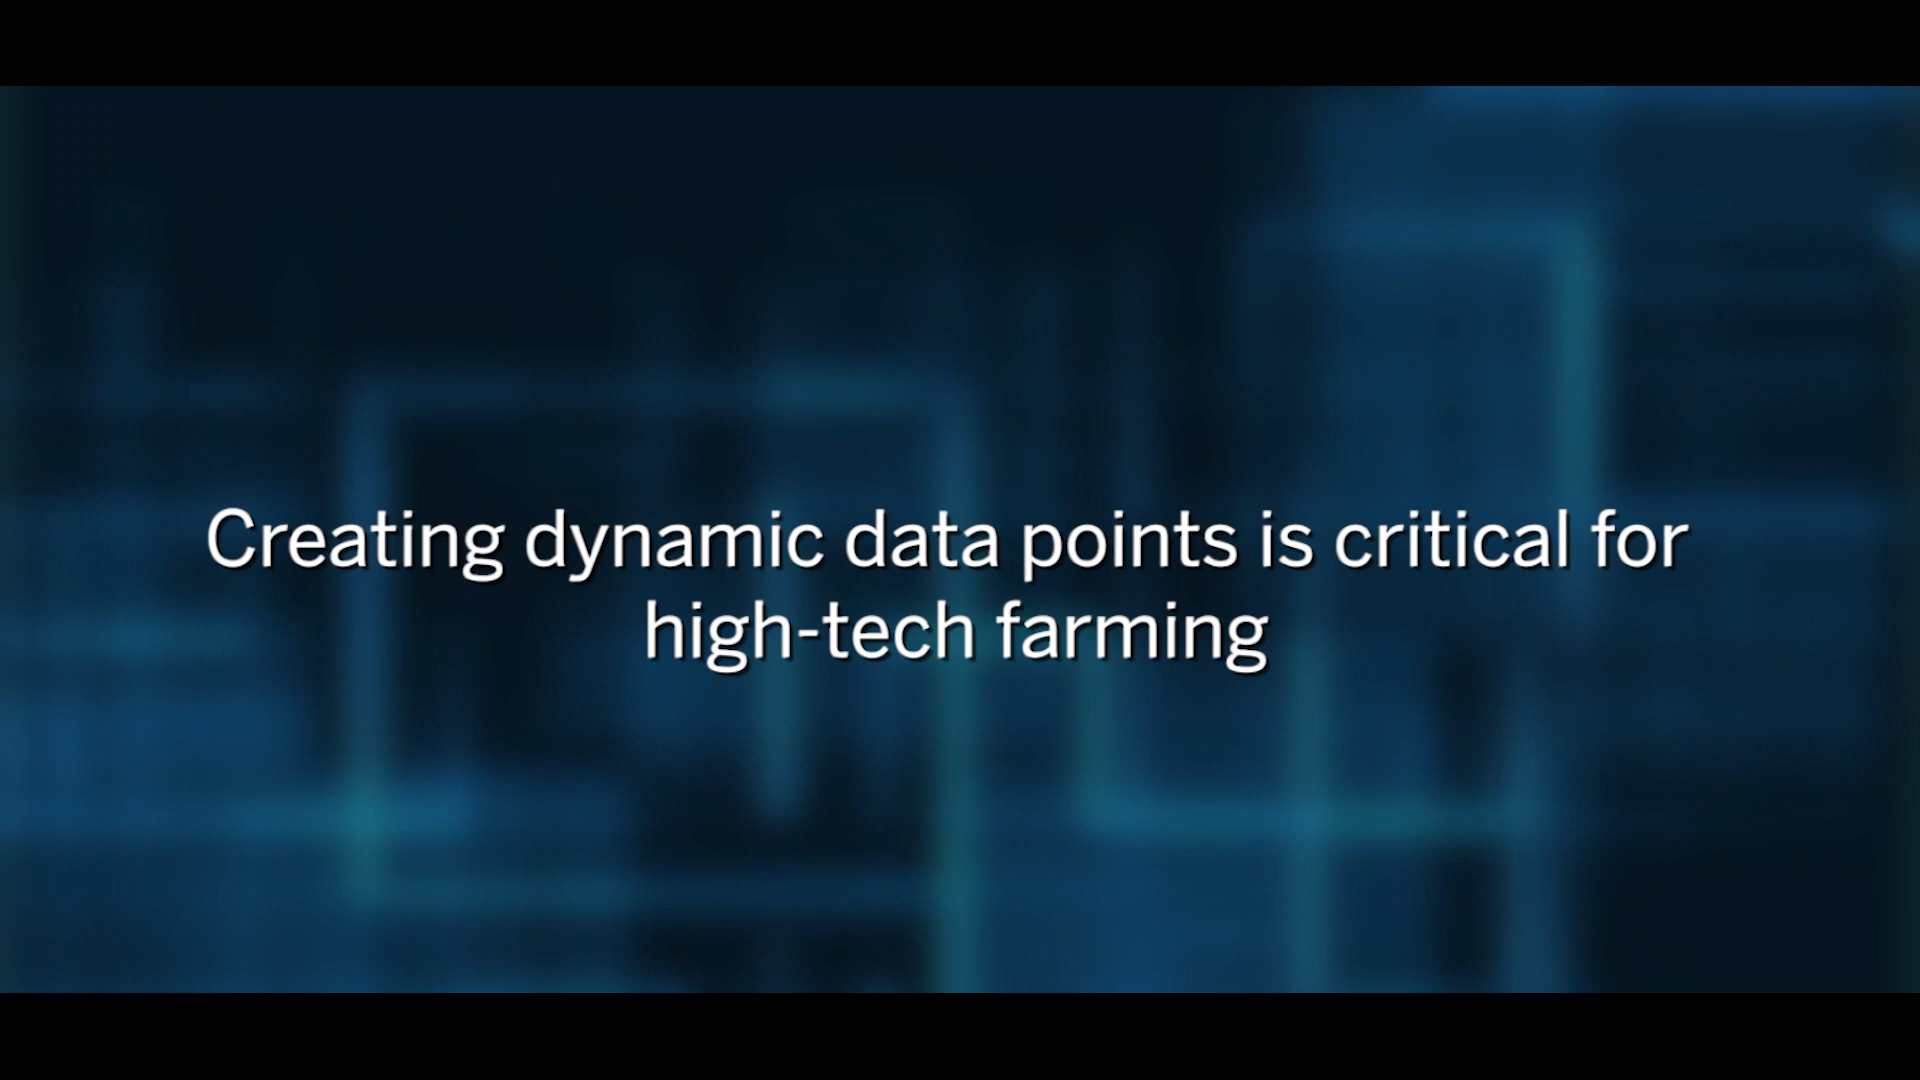 Creating dynamic data points is critical for
high-tech farming